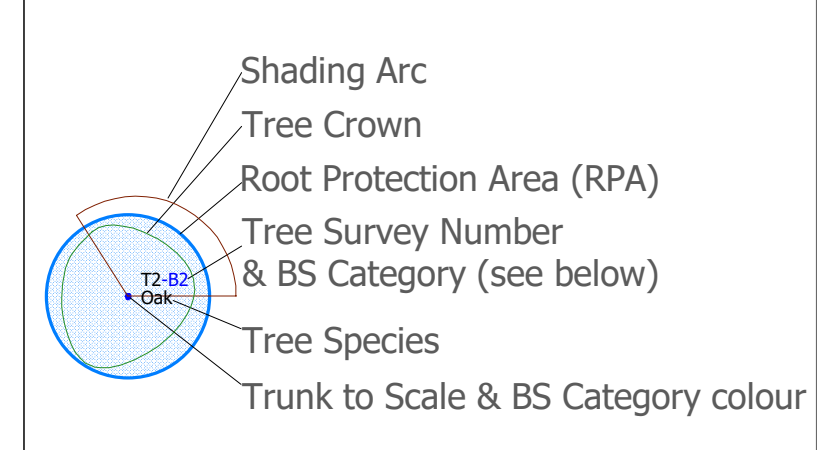 Shading Arc
Tree Crown
Root Protection Area (RPA)
Tree Survey Number
& BS Category (see below)
T2-B2
Oak
Tree Species
Trunk to Scale & BS Category colour